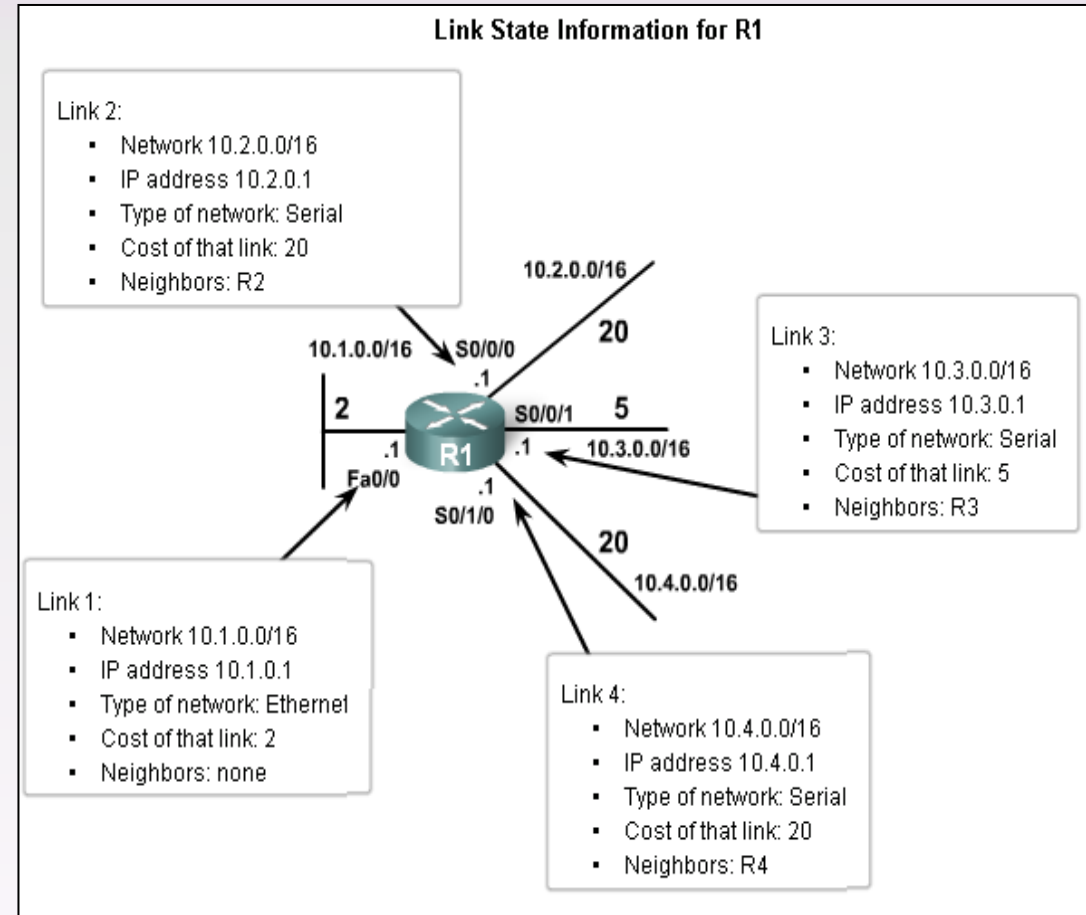 Link State Information for R1
Link 2:
▪ Network 10.2.0.0/16
▪ IP address 10.2.0.1
▪ Type of network: Serial
▪ Cost of that link: 20
▪ Neighbors: R2
10.2.0.0/16
20
10.1.0.0/16
S0/0/0
.1
2
S0/0/1
5
.1
R1
.1
10.3.0.0/16
Fa0/0
.1
S0/1/0
20
10.4.0.0/16
Link 3:
▪ Network 10.3.0.0/16
▪ IP address 10.3.0.1
▪ Type of network: Serial
▪ Cost of that link: 5
▪ Neighbors: R3
Link 1:
▪ Network 10.1.0.0/16
▪ IP address 10.1.0.1
▪ Type of network: Ethernet
▪ Cost of that link: 2
▪ Neighbors: none
Link 4:
▪ Network 10.4.0.0/16
▪ IP address 10.4.0.1
▪ Type of network: Serial
▪ Cost of that link: 20
▪ Neighbors: R4